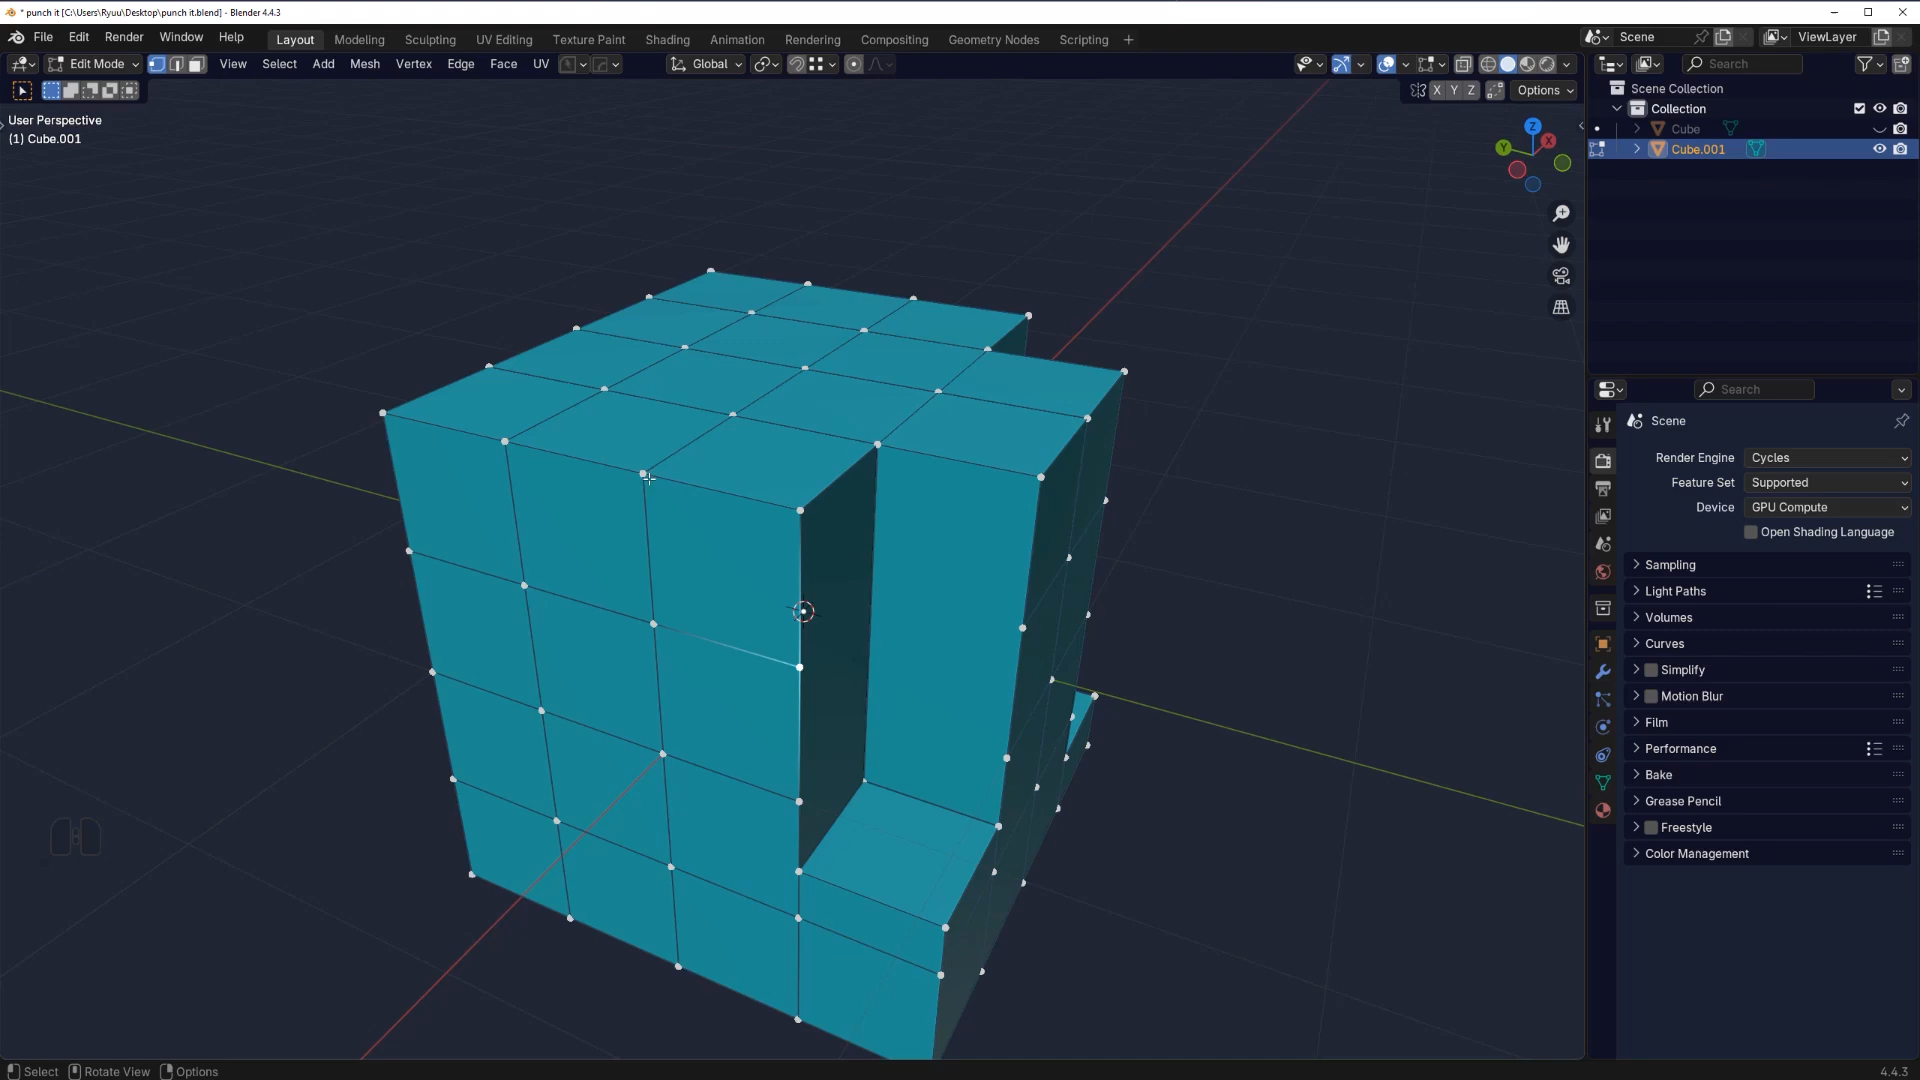 * punch it [C:\Users\Ryuu\Desktop\punch it.blend] - Blender 4.4.3
File Edit Render Window Help Layout Modeling Sculpting UV Editing Texture Paint Shading Animation Rendering Compositing Geometry Nodes Scripting + Scene ViewLayer
Edit Mode View Select Add Mesh Vertex Edge Face UV Global Search
X Y Z Options
Scene Collection
User Perspective
Collection
(1) Cube.001
Cube
Cube.001
Z
X
Y
Search
Scene
Render Engine Cycles
Feature Set Supported
Device GPU Compute
Open Shading Language
Sampling
Light Paths
Volumes
Curves
Simplify
Motion Blur
Film
Performance
Bake
Grease Pencil
Freestyle
Color Management
Select Rotate View Options 4.4.3